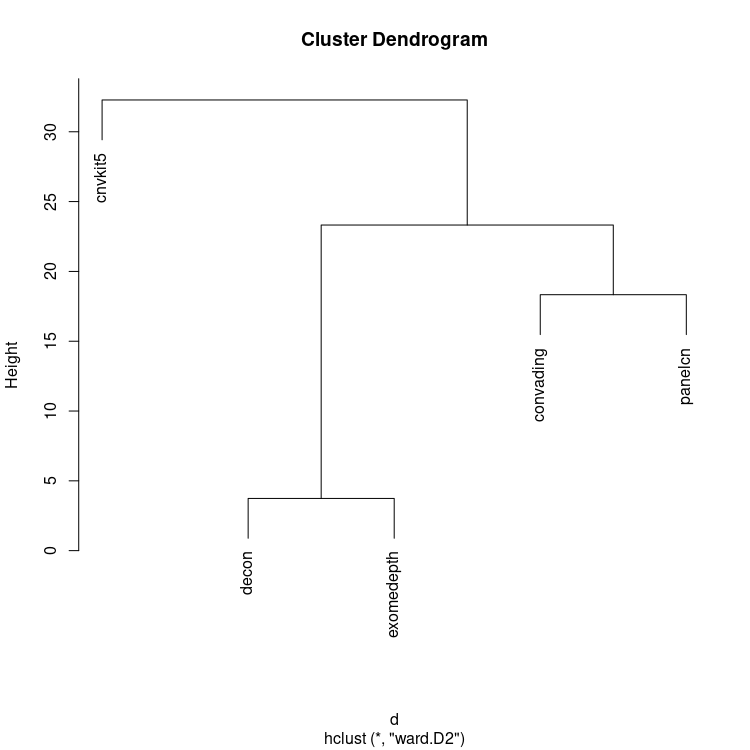 Cluster Dendrogram
Height
30
25
20
15
10
5
0
cnvkit5
decon
exomedepth
convading
panelcn
d
hclust (*, "ward.D2")